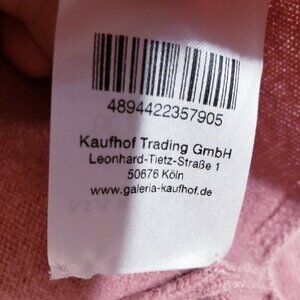 4894422357905
Kaufhof Trading GmbH
Leonhard-Tietz-Straße 1
50676 Köln
www.galeria-kaufhof.de